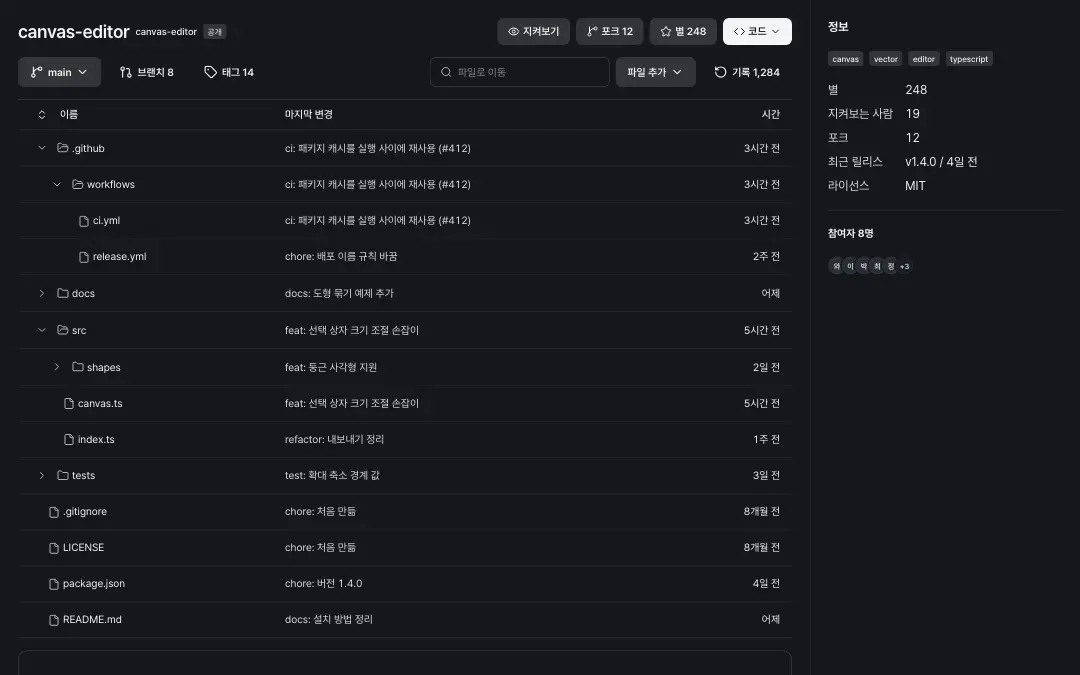 canvas-editor canvas-editor 공개
지켜보기 포크 12 별 248 코드
main 브랜치 8 태그 14 파일로 이동 파일 추가 기록 1,284
이름 마지막 변경 시간
.github ci: 패키지 캐시를 실행 사이에 재사용 (#412) 3시간 전
workflows ci: 패키지 캐시를 실행 사이에 재사용 (#412) 3시간 전
ci.yml ci: 패키지 캐시를 실행 사이에 재사용 (#412) 3시간 전
release.yml chore: 배포 이름 규칙 바꿈 2주 전
docs docs: 도형 묶기 예제 추가 어제
src feat: 선택 상자 크기 조절 손잡이 5시간 전
shapes feat: 둥근 사각형 지원 2일 전
canvas.ts feat: 선택 상자 크기 조절 손잡이 5시간 전
index.ts refactor: 내보내기 정리 1주 전
tests test: 확대 축소 경계 값 3일 전
.gitignore chore: 처음 만듦 8개월 전
LICENSE chore: 처음 만듦 8개월 전
package.json chore: 버전 1.4.0 4일 전
README.md docs: 설치 방법 정리 어제
정보
canvas vector editor typescript
별 248
지켜보는 사람 19
포크 12
최근 릴리스 v1.4.0 / 4일 전
라이선스 MIT
참여자 8명
와 이 박 최 정 +3